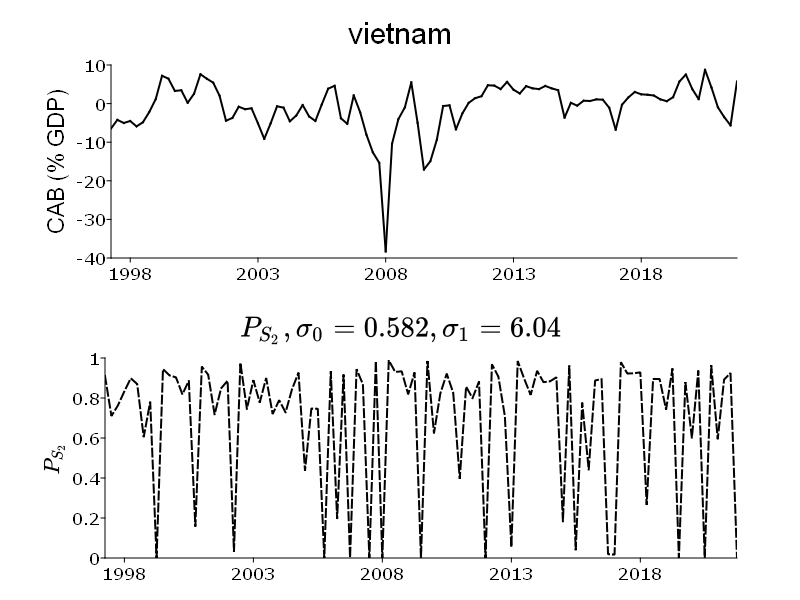 vietnam
CAB (% GDP)
10
0
-10
-20
-30
-40
1998 2003 2008 2013 2018
P_{S_2}, σ_0 = 0.582, σ_1 = 6.04
P_{S_2}
1
0.8
0.6
0.4
0.2
0
1998 2003 2008 2013 2018